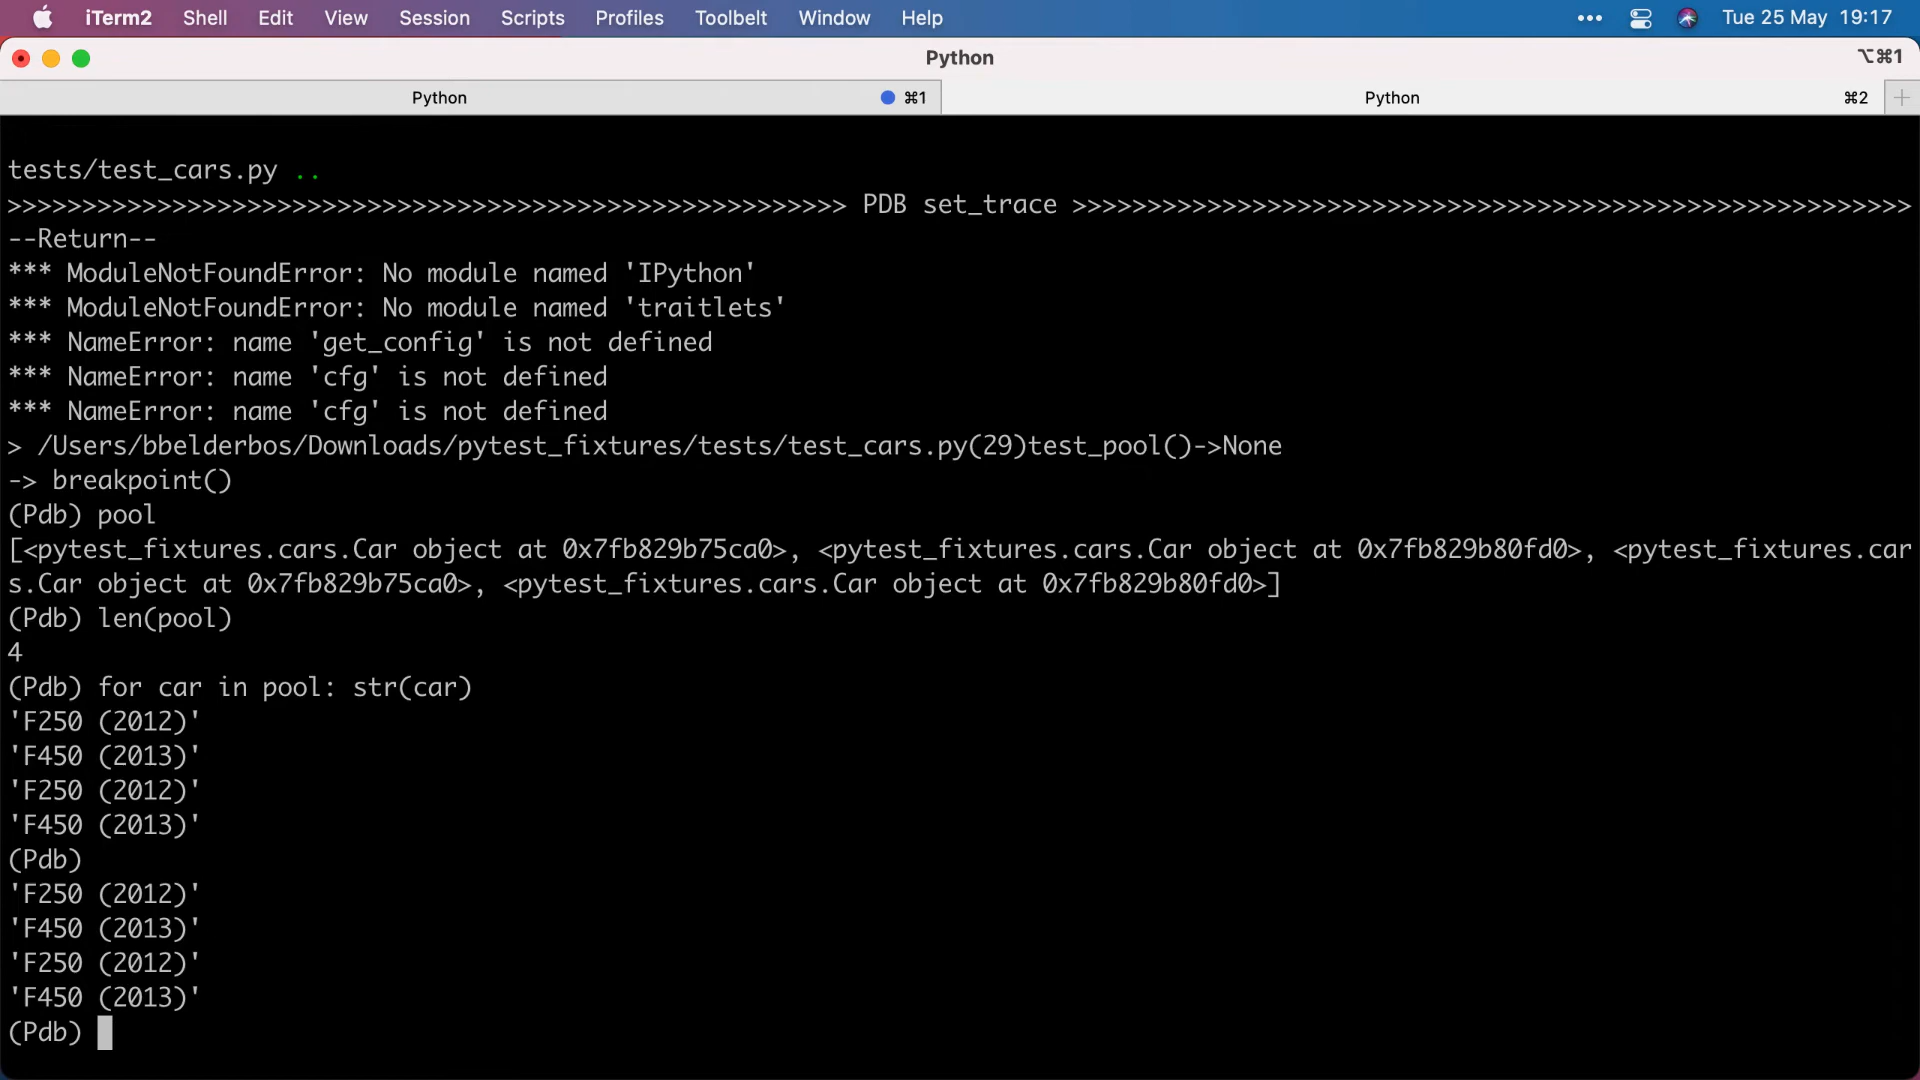 iTerm2 Shell Edit View Session Scripts Profiles Toolbelt Window Help ••• Tue 25 May 19:17
Python ⌥⌘1
Python ⌘1 Python ⌘2 +
tests/test_cars.py ..
>>>>>>>>>>>>>>>>>>>>>>>>>>>>>>>>>>>>>>>>>>>>>>>>>>>>>>>> PDB set_trace >>>>>>>>>>>>>>>>>>>>>>>>>>>>>>>>>>>>>>>>>>>>>>>>>>>>>>>>
--Return--
*** ModuleNotFoundError: No module named 'IPython'
*** ModuleNotFoundError: No module named 'traitlets'
*** NameError: name 'get_config' is not defined
*** NameError: name 'cfg' is not defined
*** NameError: name 'cfg' is not defined
> /Users/bbelderbos/Downloads/pytest_fixtures/tests/test_cars.py(29)test_pool()->None
-> breakpoint()
(Pdb) pool
[<pytest_fixtures.cars.Car object at 0x7fb829b75ca0>, <pytest_fixtures.cars.Car object at 0x7fb829b80fd0>, <pytest_fixtures.car
s.Car object at 0x7fb829b75ca0>, <pytest_fixtures.cars.Car object at 0x7fb829b80fd0>]
(Pdb) len(pool)
4
(Pdb) for car in pool: str(car)
'F250 (2012)'
'F450 (2013)'
'F250 (2012)'
'F450 (2013)'
(Pdb)
'F250 (2012)'
'F450 (2013)'
'F250 (2012)'
'F450 (2013)'
(Pdb)